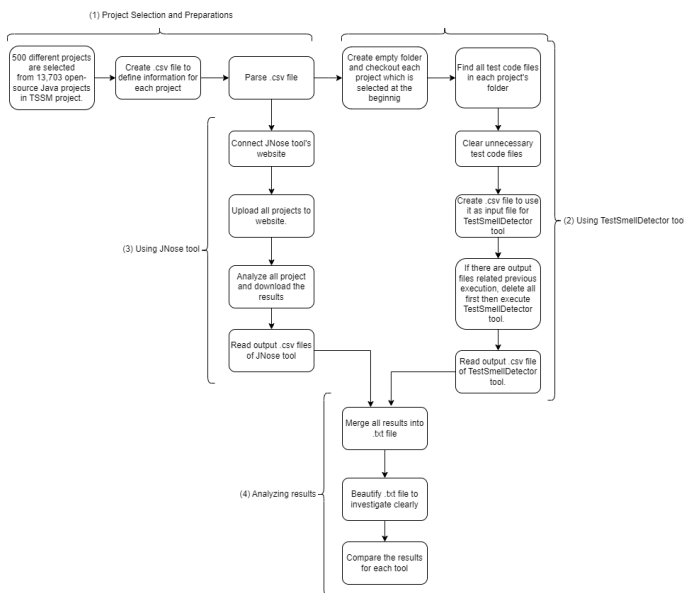 (1) Project Selection and Preparations
500 different projects
are selected
from 13,703 open-
source Java projects
in TSSM project.
Create .csv file to
define information for
each project
Parse .csv file
Create empty folder
and checkout each
project which is
selected at the
beginnig
Find all test code files
in each project's
folder
Connect JNose tool's
website
Upload all projects to
website.
Analyze all project
and download the
results
Read output .csv files
of JNose tool
(3) Using JNose tool
Clear unnecessary
test code files
Create .csv file to use
it as input file for
TestSmellDetector
tool
If there are output
files related previous
execution, delete all
first then execute
TestSmellDetector
tool.
Read output .csv file
of TestSmellDetector
tool.
(2) Using TestSmellDetector tool
Merge all results into
.txt file
Beautify .txt file to
investigate clearly
Compare the results
for each tool
(4) Analyzing results